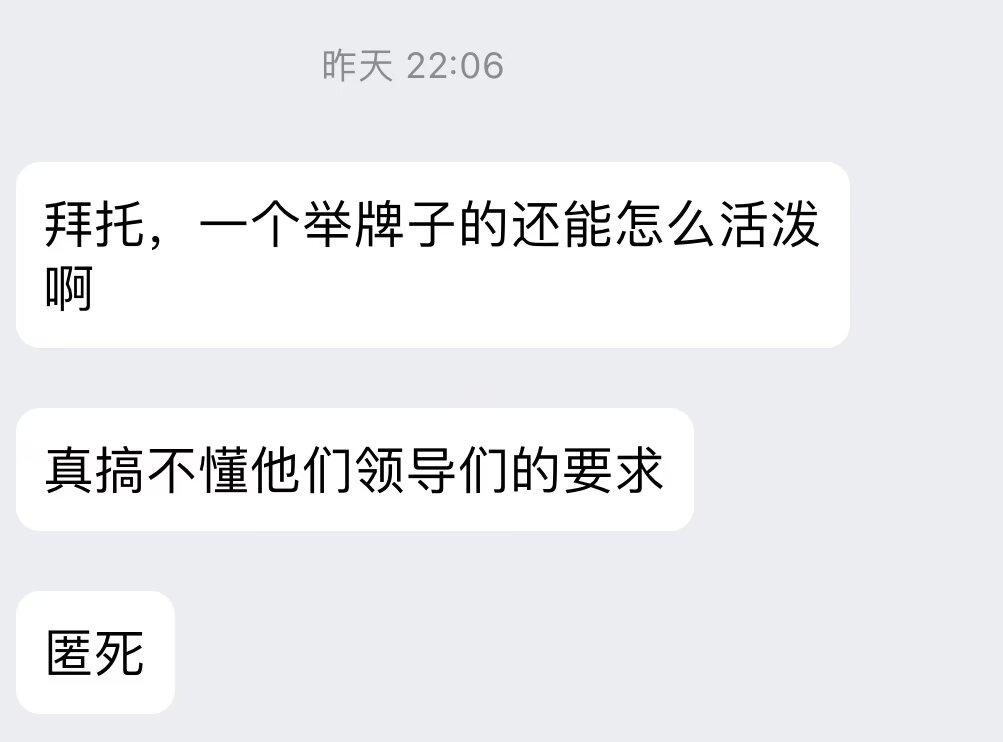 昨天 22:06
拜托，一个举牌子的还能怎么活泼
啊
真搞不懂他们领导们的要求
匿死